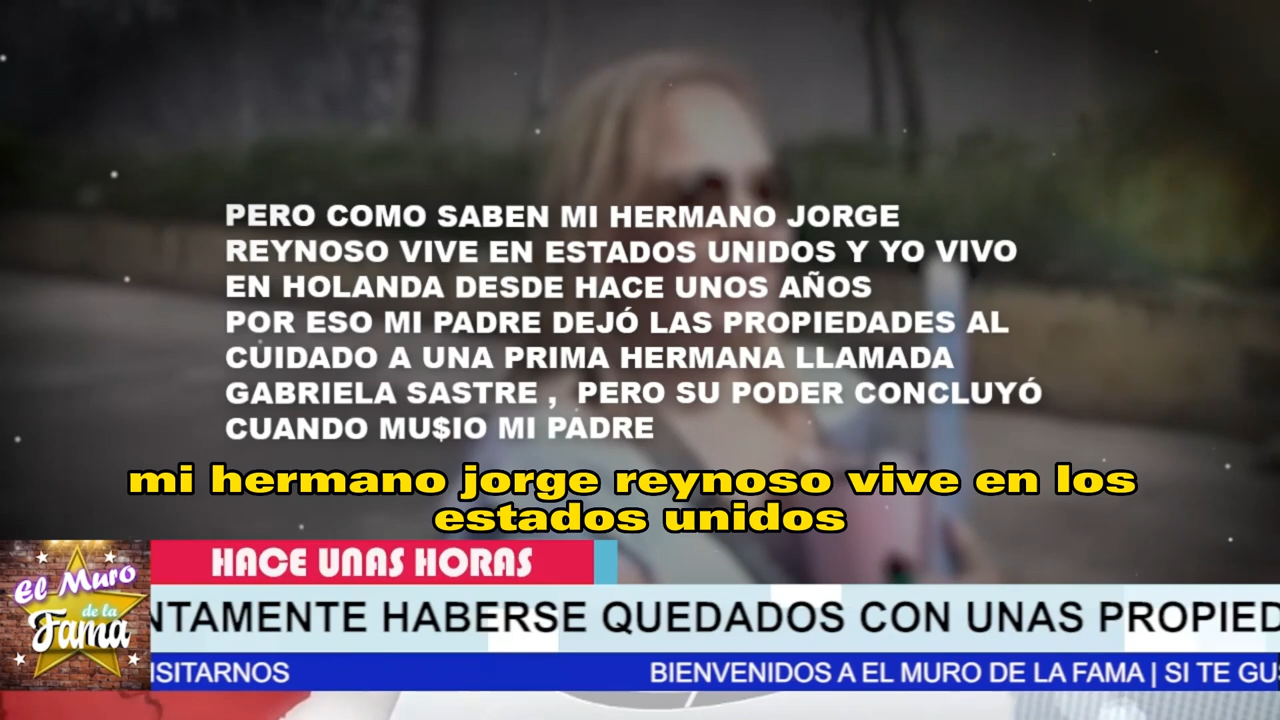 PERO COMO SABEN MI HERMANO JORGE
REYNOSO VIVE EN ESTADOS UNIDOS Y YO VIVO
EN HOLANDA DESDE HACE UNOS AÑOS
POR ESO MI PADRE DEJÓ LAS PROPIEDADES AL
CUIDADO A UNA PRIMA HERMANA LLAMADA
GABRIELA SASTRE ,  PERO SU PODER CONCLUYÓ
CUANDO MU$IO MI PADRE
mi hermano jorge reynoso vive en los
estados unidos
HACE UNAS HORAS
El Muro
de la
Fama
NTAMENTE HABERSE QUEDADOS CON UNAS PROPIED
ISITARNOS
BIENVENIDOS A EL MURO DE LA FAMA | SI TE GUS